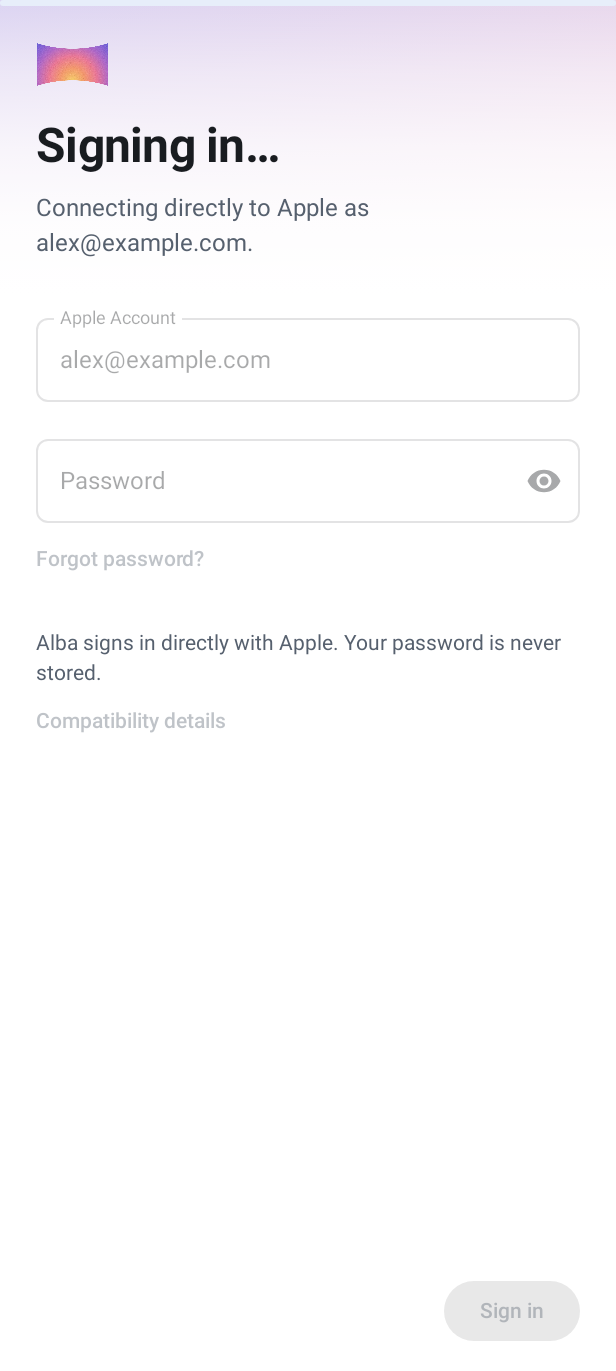 Signing in…
Connecting directly to Apple as
alex@example.com.
Apple Account
alex@example.com
Password
Forgot password?
Alba signs in directly with Apple. Your password is never
stored.
Compatibility details
Sign in